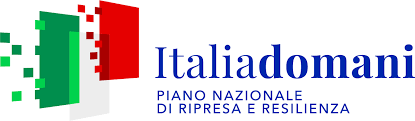 Italiadomani
PIANO NAZIONALE
DI RIPRESA E RESILIENZA